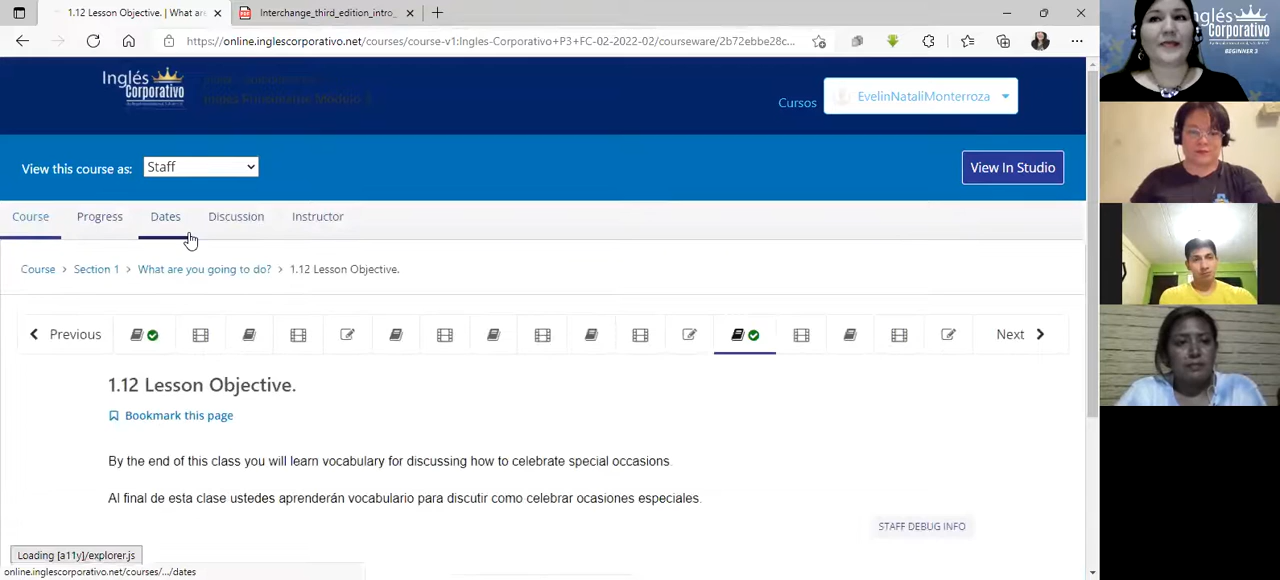 1.12 Lesson Objective. | What are
Interchange_third_edition_intro_
https://online.inglescorporativo.net/courses/course-v1:Ingles-Corporativo+P3+FC-02-2022-02/courseware/2b72ebbe28c...
Inglés
Corporativo
Cursos
EvelinNataliMonterroza
View this course as:
Staff
View In Studio
Course
Progress
Dates
Discussion
Instructor
Course > Section 1 > What are you going to do? > 1.12 Lesson Objective.
Previous
Next
1.12 Lesson Objective.
Bookmark this page
By the end of this class you will learn vocabulary for discussing how to celebrate special occasions.
Al final de esta clase ustedes aprenderán vocabulario para discutir como celebrar ocasiones especiales.
STAFF DEBUG INFO
Loading [a11y]/explorer.js
online.inglescorporativo.net/courses/.../dates
Inglés
Corporativo
BEGINNER 3